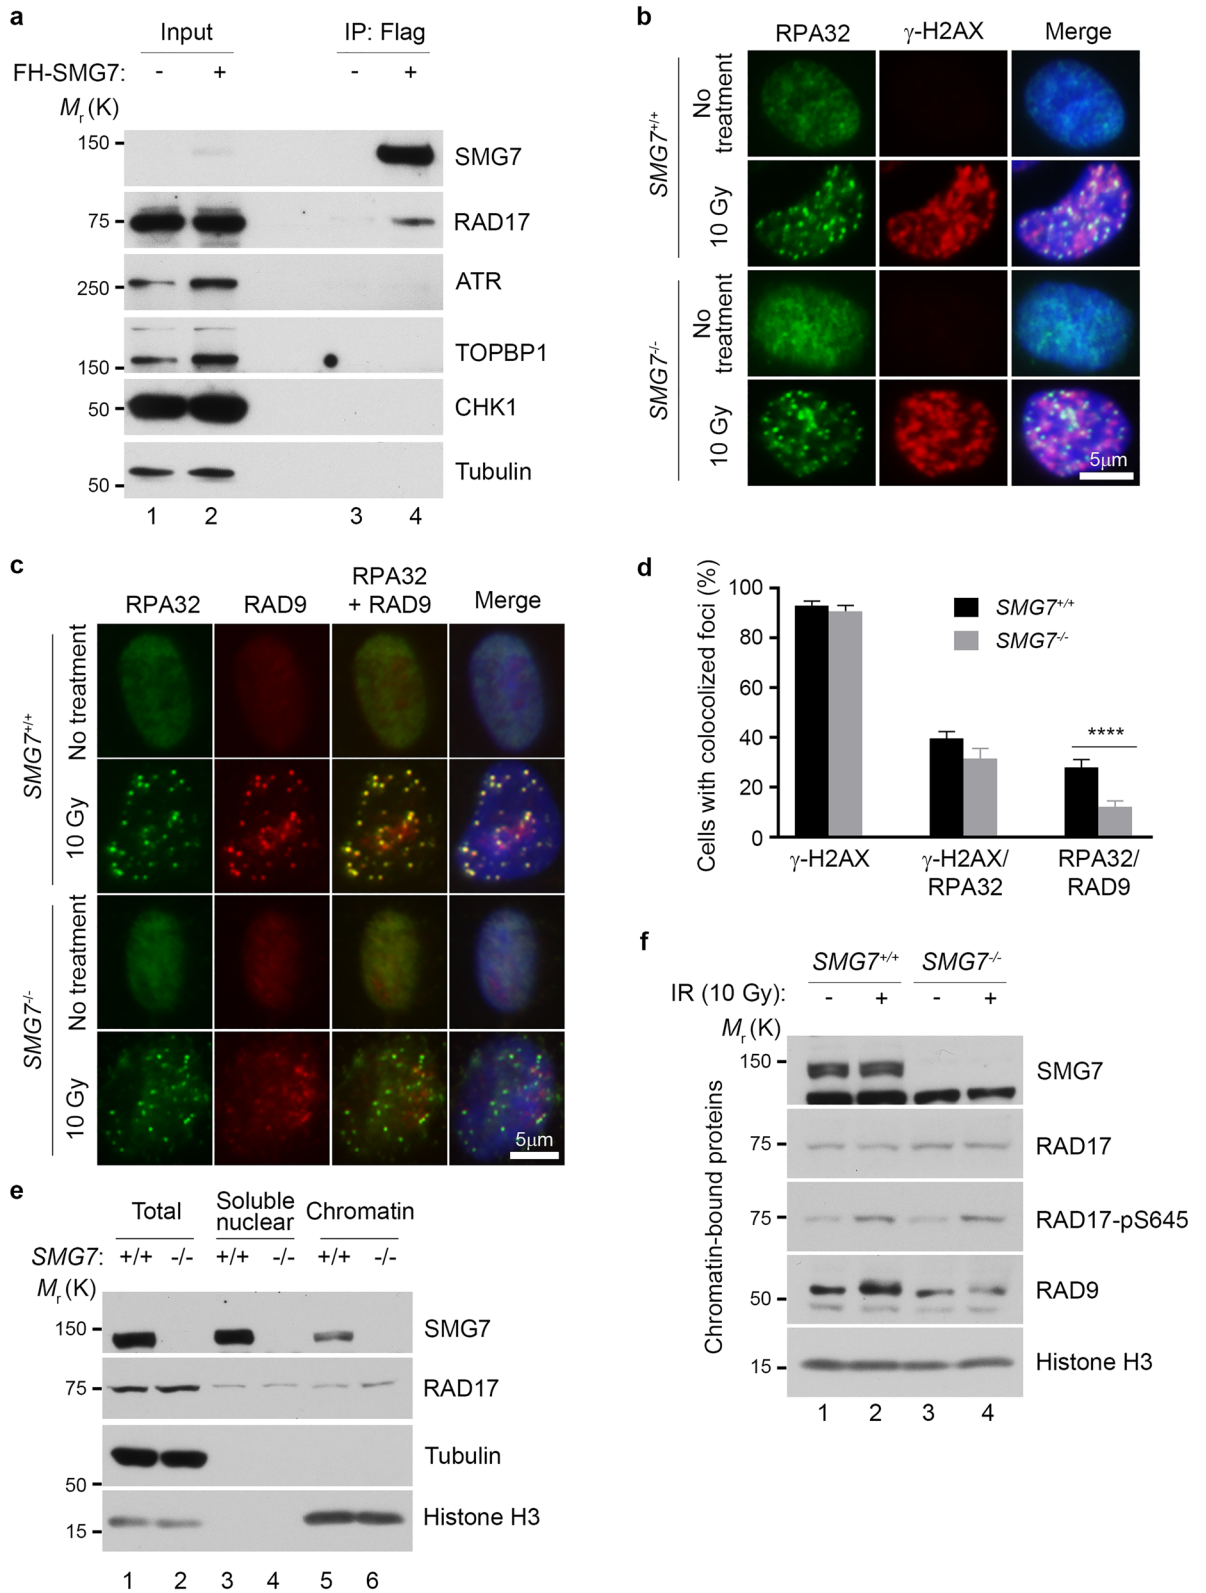 a
Input
IP: Flag
FH-SMG7: - + - +
Mr (K)
150
SMG7
75
RAD17
250
ATR
150
TOPBP1
50
CHK1
50
Tubulin
1 2 3 4
b
RPA32 γ-H2AX Merge
SMG7+/+
No treatment
10 Gy
SMG7-/-
No treatment
10 Gy
5μm
c
RPA32 RAD9 RPA32 + RAD9 Merge
SMG7+/+
No treatment
10 Gy
SMG7-/-
No treatment
10 Gy
5μm
d
Cells with colocolized foci (%)
100
80
60
40
20
0
SMG7+/+
SMG7-/-
****
γ-H2AX
γ-H2AX/ RPA32
RPA32/ RAD9
e
Total
Soluble nuclear
Chromatin
SMG7: +/+ -/- +/+ -/- +/+ -/-
Mr (K)
150
SMG7
75
RAD17
Tubulin
50
15
Histone H3
1 2 3 4 5 6
f
SMG7+/+ SMG7-/-
IR (10 Gy): - + - +
Mr (K)
Chromatin-bound proteins
150
SMG7
75
RAD17
75
RAD17-pS645
50
RAD9
15
Histone H3
1 2 3 4